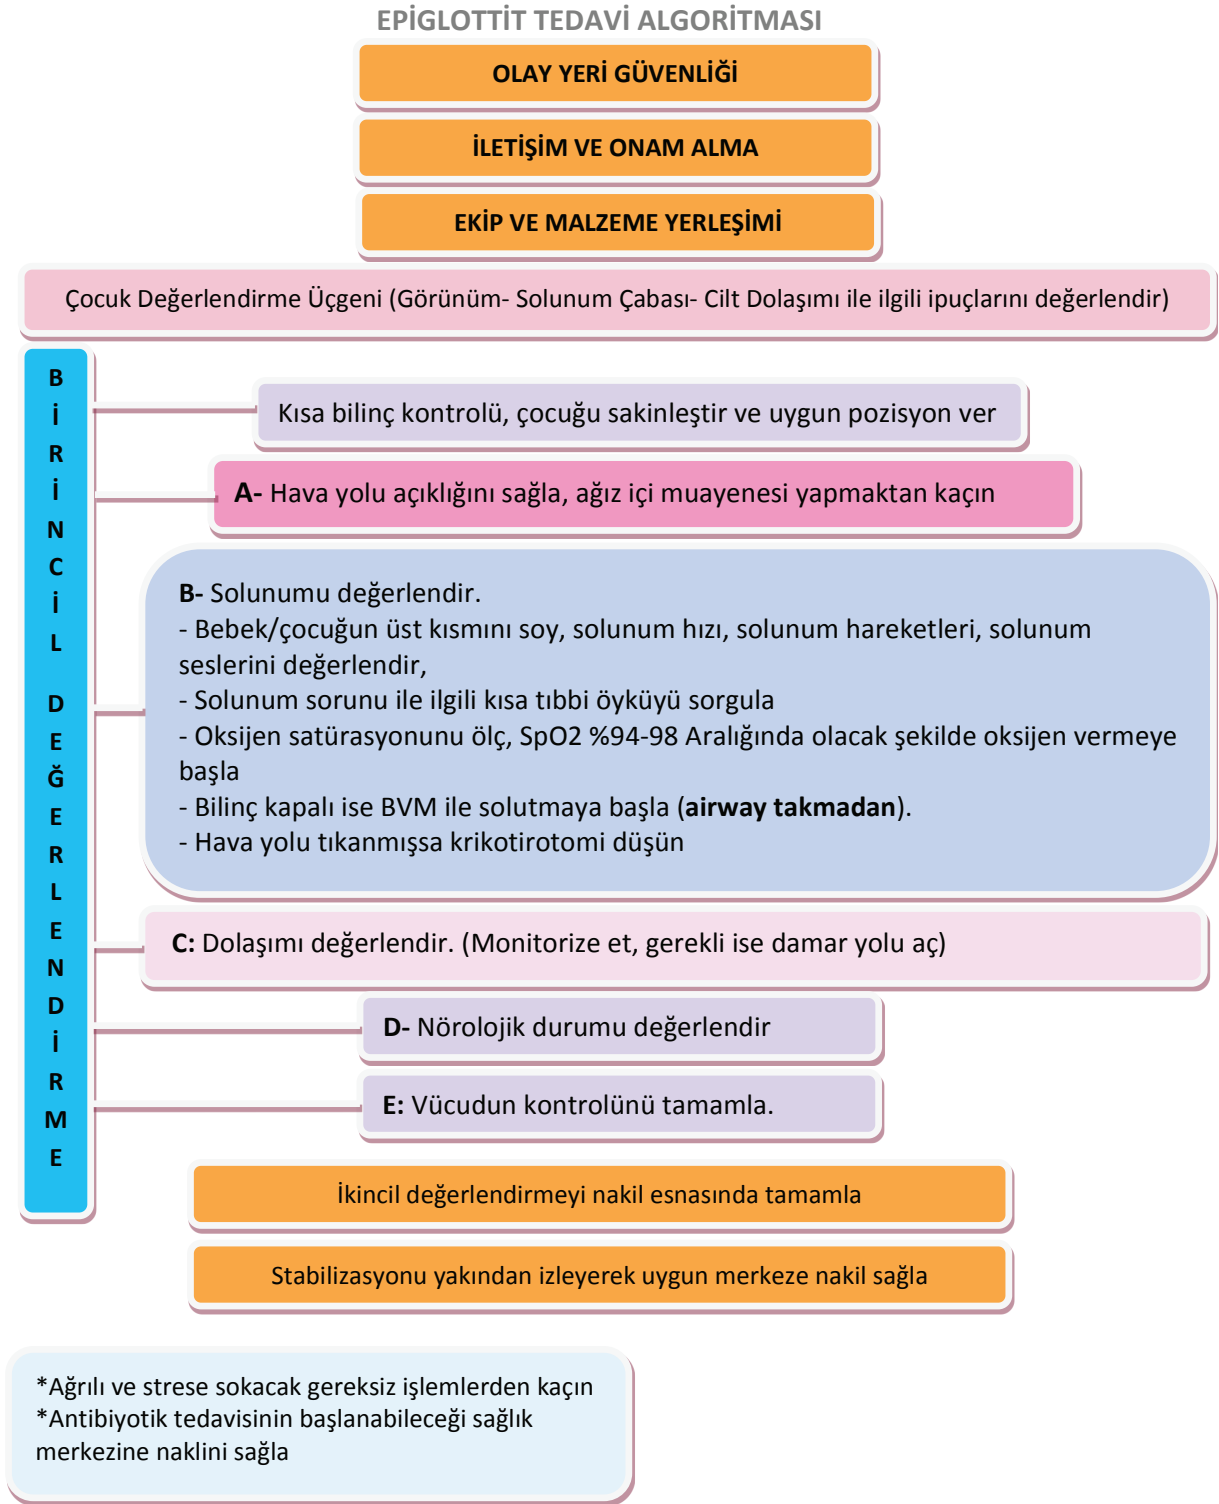 EPİGLOTTİT TEDAVİ ALGORİTMASI
OLAY YERİ GÜVENLİĞİ
İLETİŞİM VE ONAM ALMA
EKİP VE MALZEME YERLEŞİMİ
Çocuk Değerlendirme Üçgeni (Görünüm- Solunum Çabası- Cilt Dolaşımı ile ilgili ipuçlarını değerlendir)
BİRİNCİL DEĞERLENDİRME
Kısa bilinç kontrolü, çocuğu sakinleştir ve uygun pozisyon ver
A- Hava yolu açıklığını sağla, ağız içi muayenesi yapmaktan kaçın
B- Solunumu değerlendir.
- Bebek/çocuğun üst kısmını soy, solunum hızı, solunum hareketleri, solunum
seslerini değerlendir,
- Solunum sorunu ile ilgili kısa tıbbi öyküyü sorgula
- Oksijen satürasyonunu ölç, SpO2 %94-98 Aralığında olacak şekilde oksijen vermeye
başla
- Bilinç kapalı ise BVM ile solutmaya başla (airway takmadan).
- Hava yolu tıkanmışsa krikotirotomi düşün
C: Dolaşımı değerlendir. (Monitorize et, gerekli ise damar yolu aç)
D- Nörolojik durumu değerlendir
E: Vücudun kontrolünü tamamla.
İkincil değerlendirmeyi nakil esnasında tamamla
Stabilizasyonu yakından izleyerek uygun merkeze nakil sağla
*Ağrılı ve strese sokacak gereksiz işlemlerden kaçın
*Antibiyotik tedavisinin başlanabileceği sağlık
merkezine naklini sağla